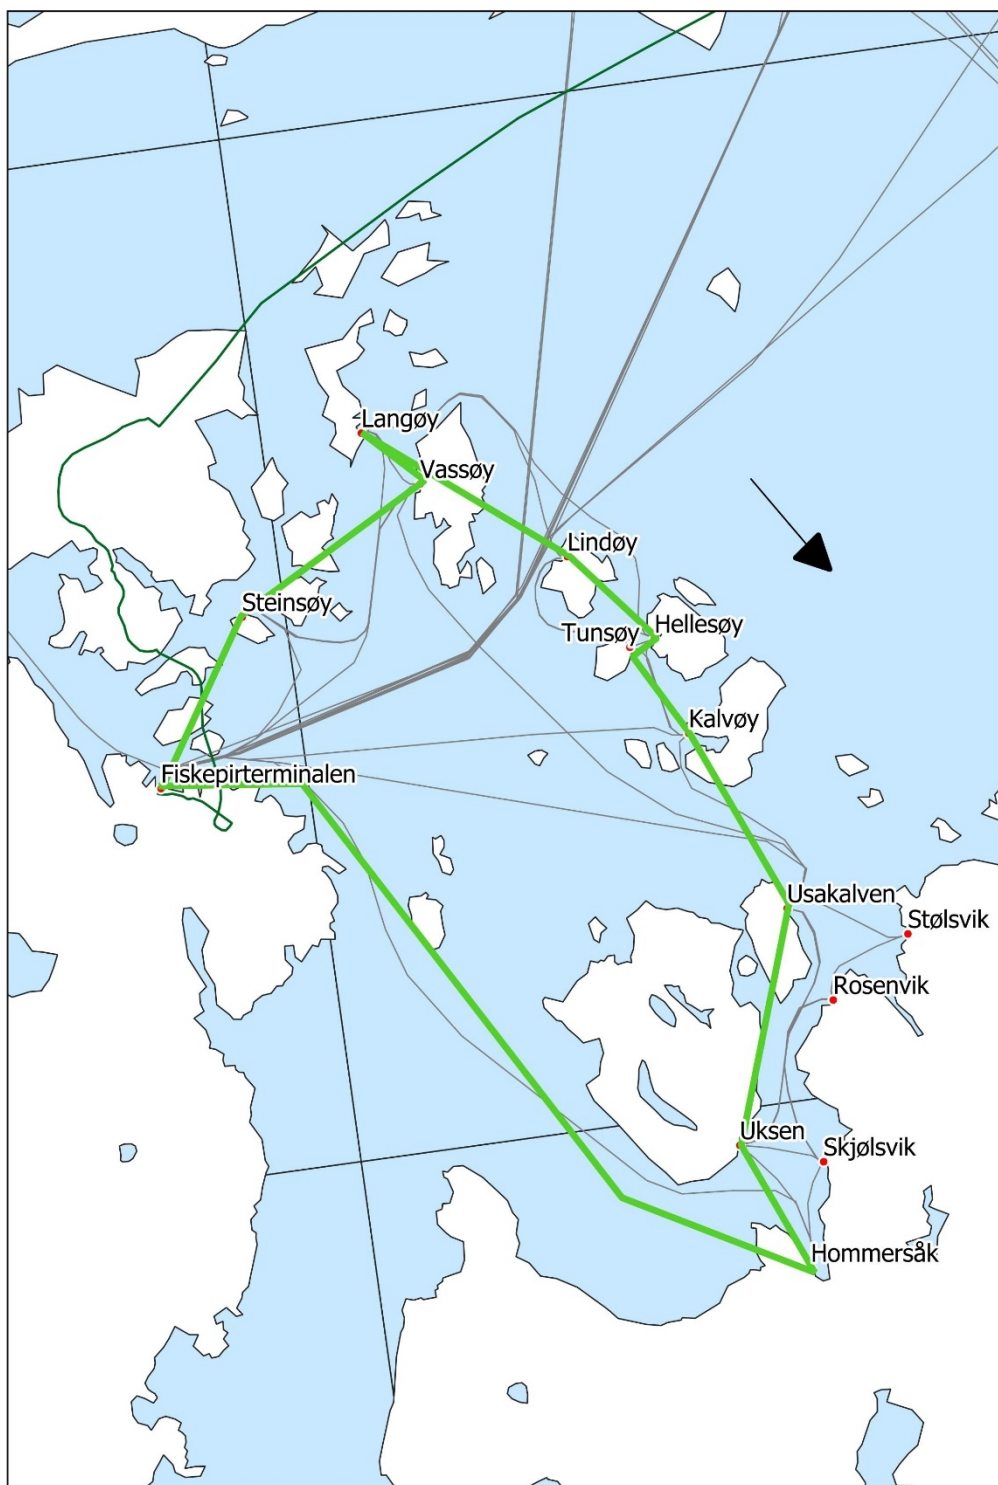 Langøy
Vassøy
Lindøy
Steinsøy
Hellesøy
Tunsøy
Kalvøy
Fiskepirterminalen
Usakalven
Stølsvik
Rosenvik
Uksen
Skjølsvik
Hommersåk